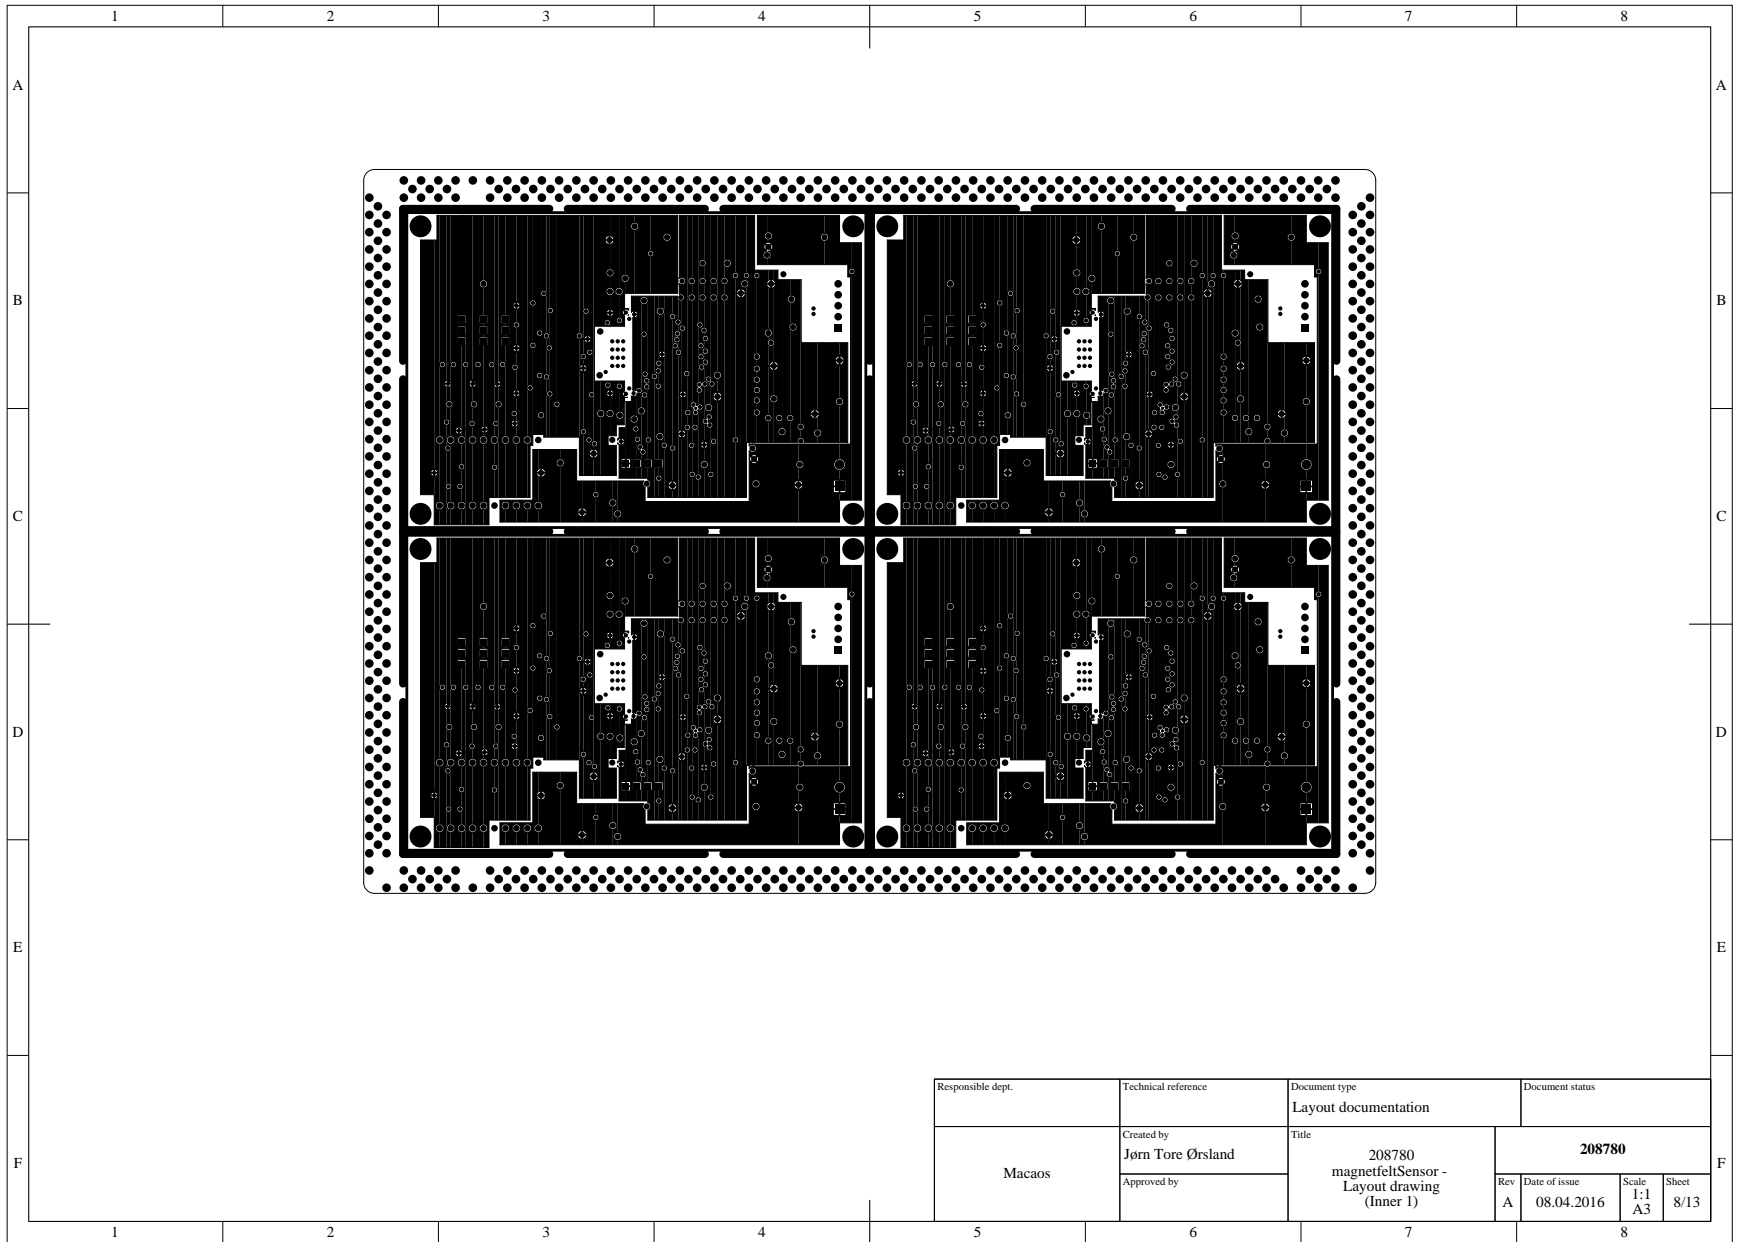 1 2 3 4 5 6 7 8
A A
B B
C C
D D
E E
F F
Responsible dept.
Technical reference
Document type
Layout documentation
Document status
Macaos
Created by
Jørn Tore Ørsland
Approved by
Title
208780
magnetfeltSensor -
Layout drawing
(Inner 1)
208780
Rev
A
Date of issue
08.04.2016
Scale
1:1
A3
Sheet
8/13
1 2 3 4 5 6 7 8